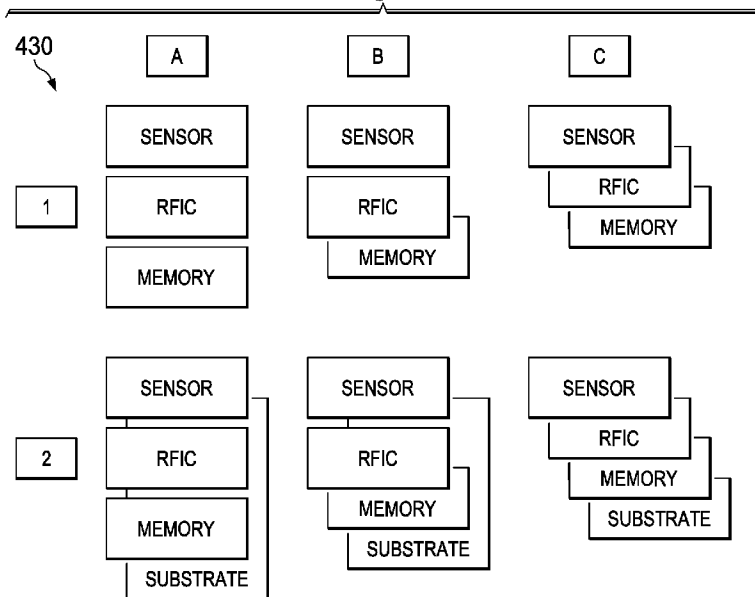 430
A B C
SENSOR SENSOR SENSOR
1 RFIC RFIC RFIC
MEMORY MEMORY MEMORY
SENSOR SENSOR SENSOR
2 RFIC RFIC RFIC
MEMORY MEMORY MEMORY
SUBSTRATE SUBSTRATE SUBSTRATE